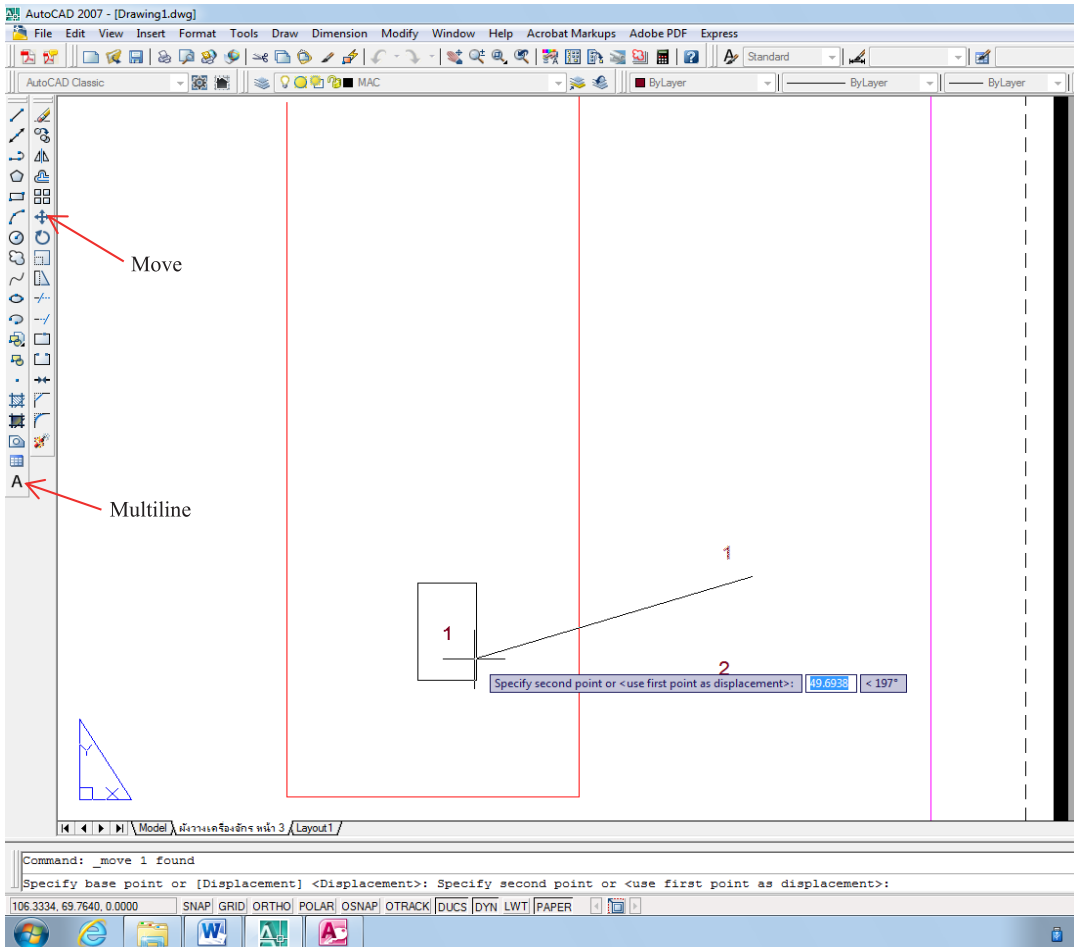 AutoCAD 2007 - [Drawing1.dwg]
File Edit View Insert Format Tools Draw Dimension Modify Window Help Acrobat Markups Adobe PDF Express
Standard
AutoCAD Classic MAC ByLayer ByLayer ByLayer
Move
A
Multiline
1
1
2
Specify second point or <use first point as displacement>: 49.6938 < 197°
Y
X
Model ผังวางเครื่องจักร หน้า 3 Layout1
Command: _move 1 found
Specify base point or [Displacement] <Displacement>: Specify second point or <use first point as displacement>:
106.3334, 69.7640, 0.0000 SNAP GRID ORTHO POLAR OSNAP OTRACK DUCS DYN LWT PAPER